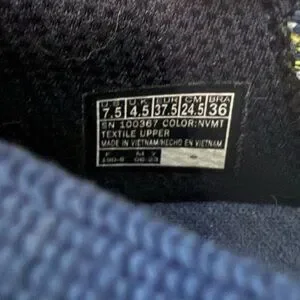 U.S UK EUR CM BRA
7.5 4.5 37.5 24.5 36
SN 100367 COLOR:NVMT
TEXTILE UPPER
MADE IN VIETNAM/HECHO EN VIETNAM
F M Y